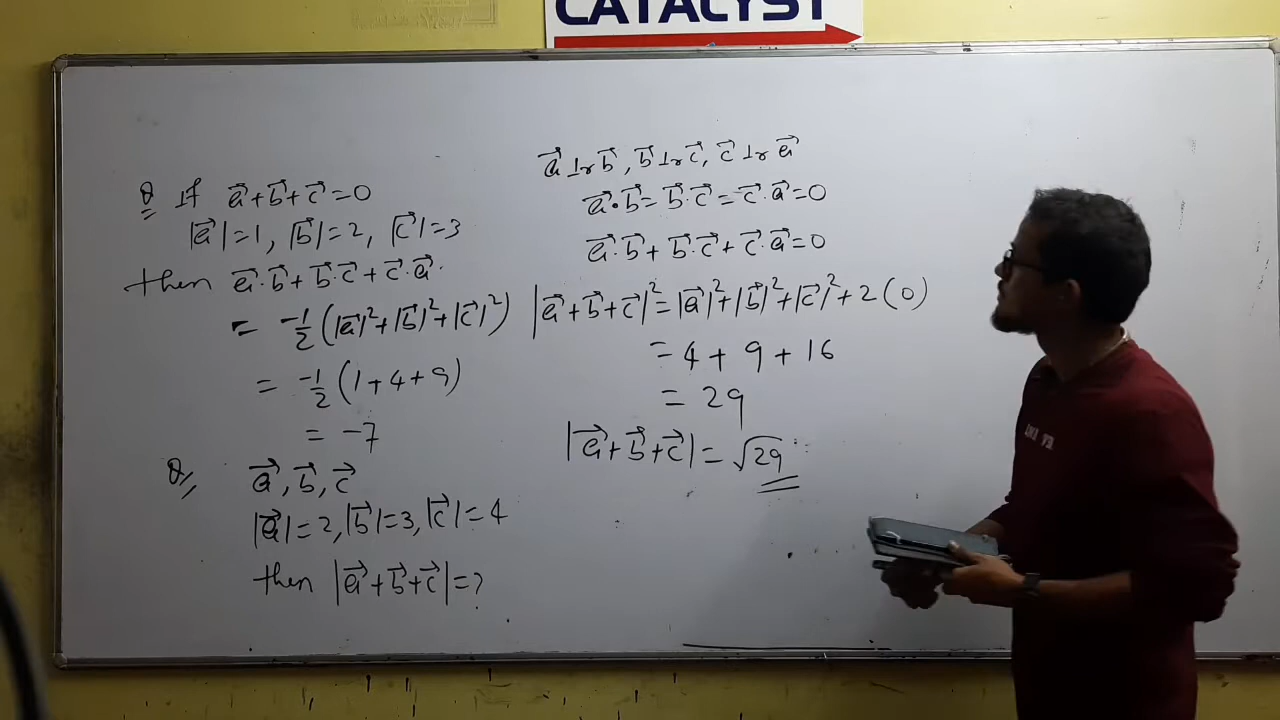 CATALYST
Q If a⃗+b⃗+c⃗=0
|a⃗|=1, |b⃗|=2, |c⃗|=3
then a⃗·b⃗+b⃗·c⃗+c⃗·a⃗
= -1/2(|a⃗|²+|b⃗|²+|c⃗|²)
= -1/2(1+4+9)
= -7
Q, a⃗, b⃗, c⃗
|a⃗|=2, |b⃗|=3, |c⃗|=4
then |a⃗+b⃗+c⃗|=?
a⃗ ⊥r b⃗, b⃗ ⊥r c⃗, c⃗ ⊥r a⃗
a⃗·b⃗=b⃗·c⃗=c⃗·a⃗=0
a⃗·b⃗+b⃗·c⃗+c⃗·a⃗=0
|a⃗+b⃗+c⃗|²=|a⃗|²+|b⃗|²+|c⃗|²+2(0)
= 4+9+16
= 29
|a⃗+b⃗+c⃗|=√29